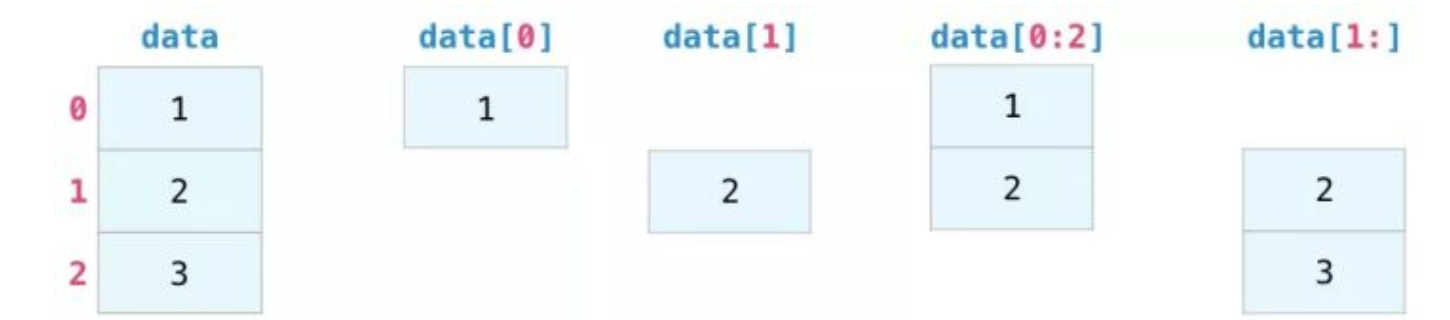 data data[0] data[1] data[0:2] data[1:]
0 1 1 1
1 2 2 2 2
2 3 3